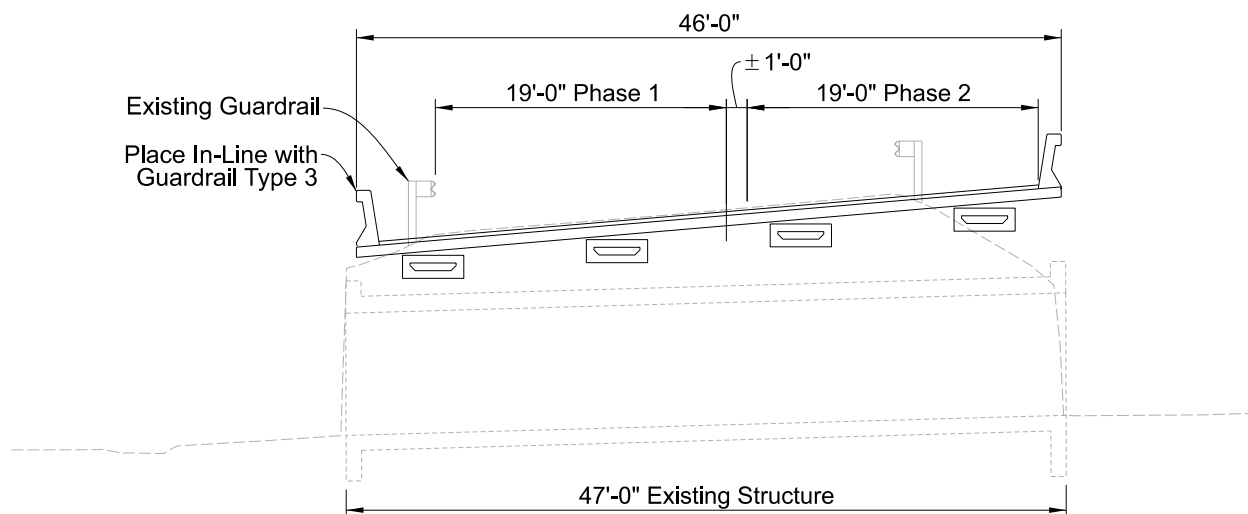 46'-0"
± 1'-0"
19'-0" Phase 1
19'-0" Phase 2
Existing Guardrail
Place In-Line with
Guardrail Type 3
47'-0" Existing Structure